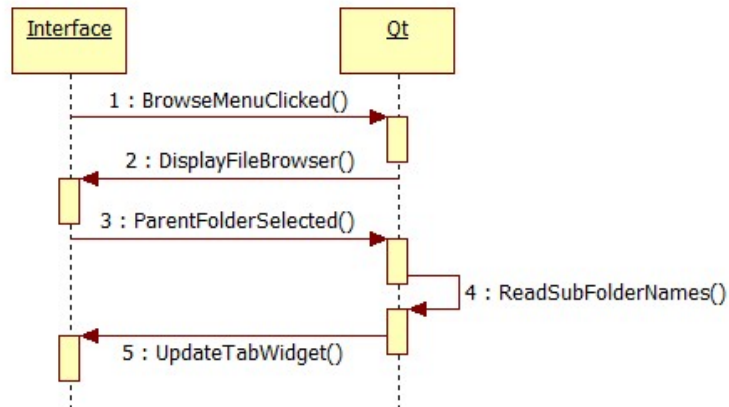 Interface
Qt
1 : BrowseMenuClicked()
2 : DisplayFileBrowser()
3 : ParentFolderSelected()
4 : ReadSubFolderNames()
5 : UpdateTabWidget()